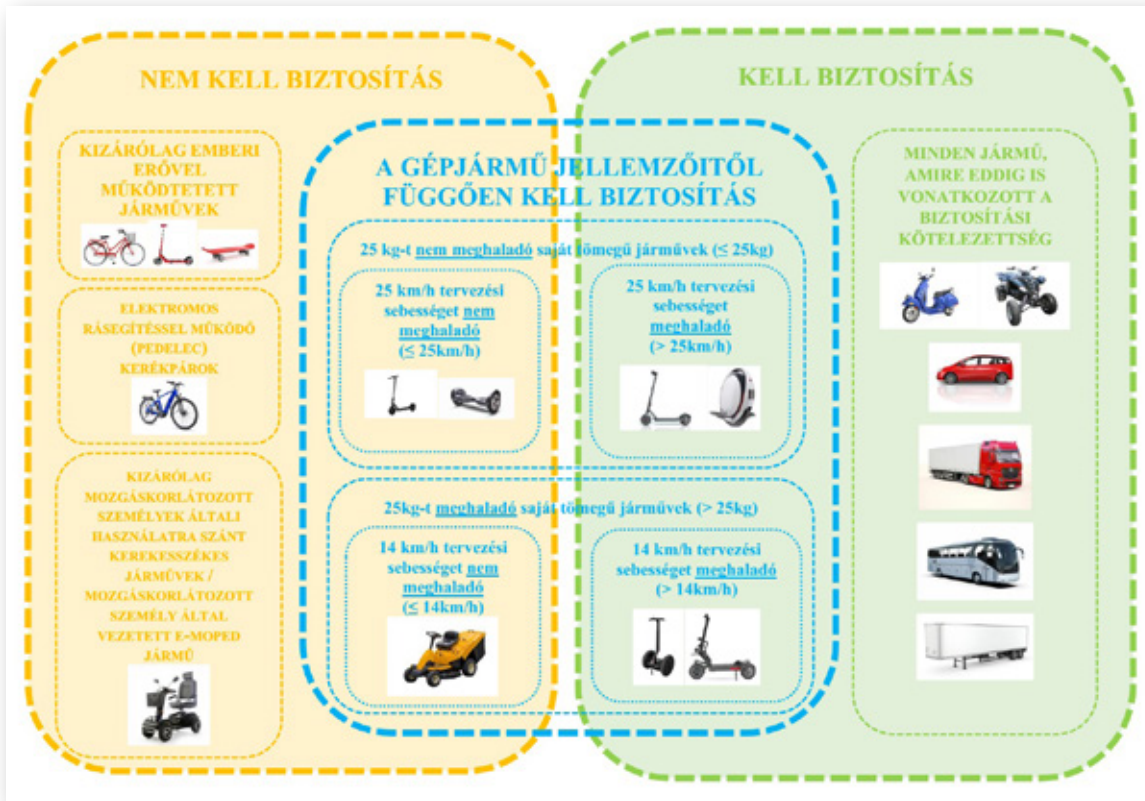 NEM KELL BIZTOSÍTÁS
KIZÁRÓLAG EMBERI
ERŐVEL
MŰKÖDTETETT
JÁRMŰVEK
ELEKTROMOS
RÁSEGÍTÉSSEL MŰKÖDŐ
(PEDELEC)
KERÉKPÁROK
KIZÁRÓLAG
MOZGÁSKORLÁTOZOTT
SZEMÉLYEK ÁLTALI
HASZNÁLATRA SZÁNT
KEREKESSZÉKES
JÁRMŰVEK /
MOZGÁSKORLÁTOZOTT
SZEMÉLY ÁLTAL
VEZETETT E-MOPED
JÁRMŰ
A GÉPJÁRMŰ JELLEMZŐITŐL
FÜGGŐEN KELL BIZTOSÍTÁS
25 kg-t nem meghaladó saját tömegű járművek (≤ 25kg)
25 km/h tervezési
sebességet nem
meghaladó
(≤ 25km/h)
25 km/h tervezési
sebességet
meghaladó
(> 25km/h)
25kg-t meghaladó saját tömegű járművek (> 25kg)
14 km/h tervezési
sebességet nem
meghaladó
(≤ 14km/h)
14 km/h tervezési
sebességet meghaladó
(> 14km/h)
KELL BIZTOSÍTÁS
MINDEN JÁRMŰ,
AMIRE EDDIG IS
VONATKOZOTT A
BIZTOSÍTÁSI
KÖTELEZETTSÉG